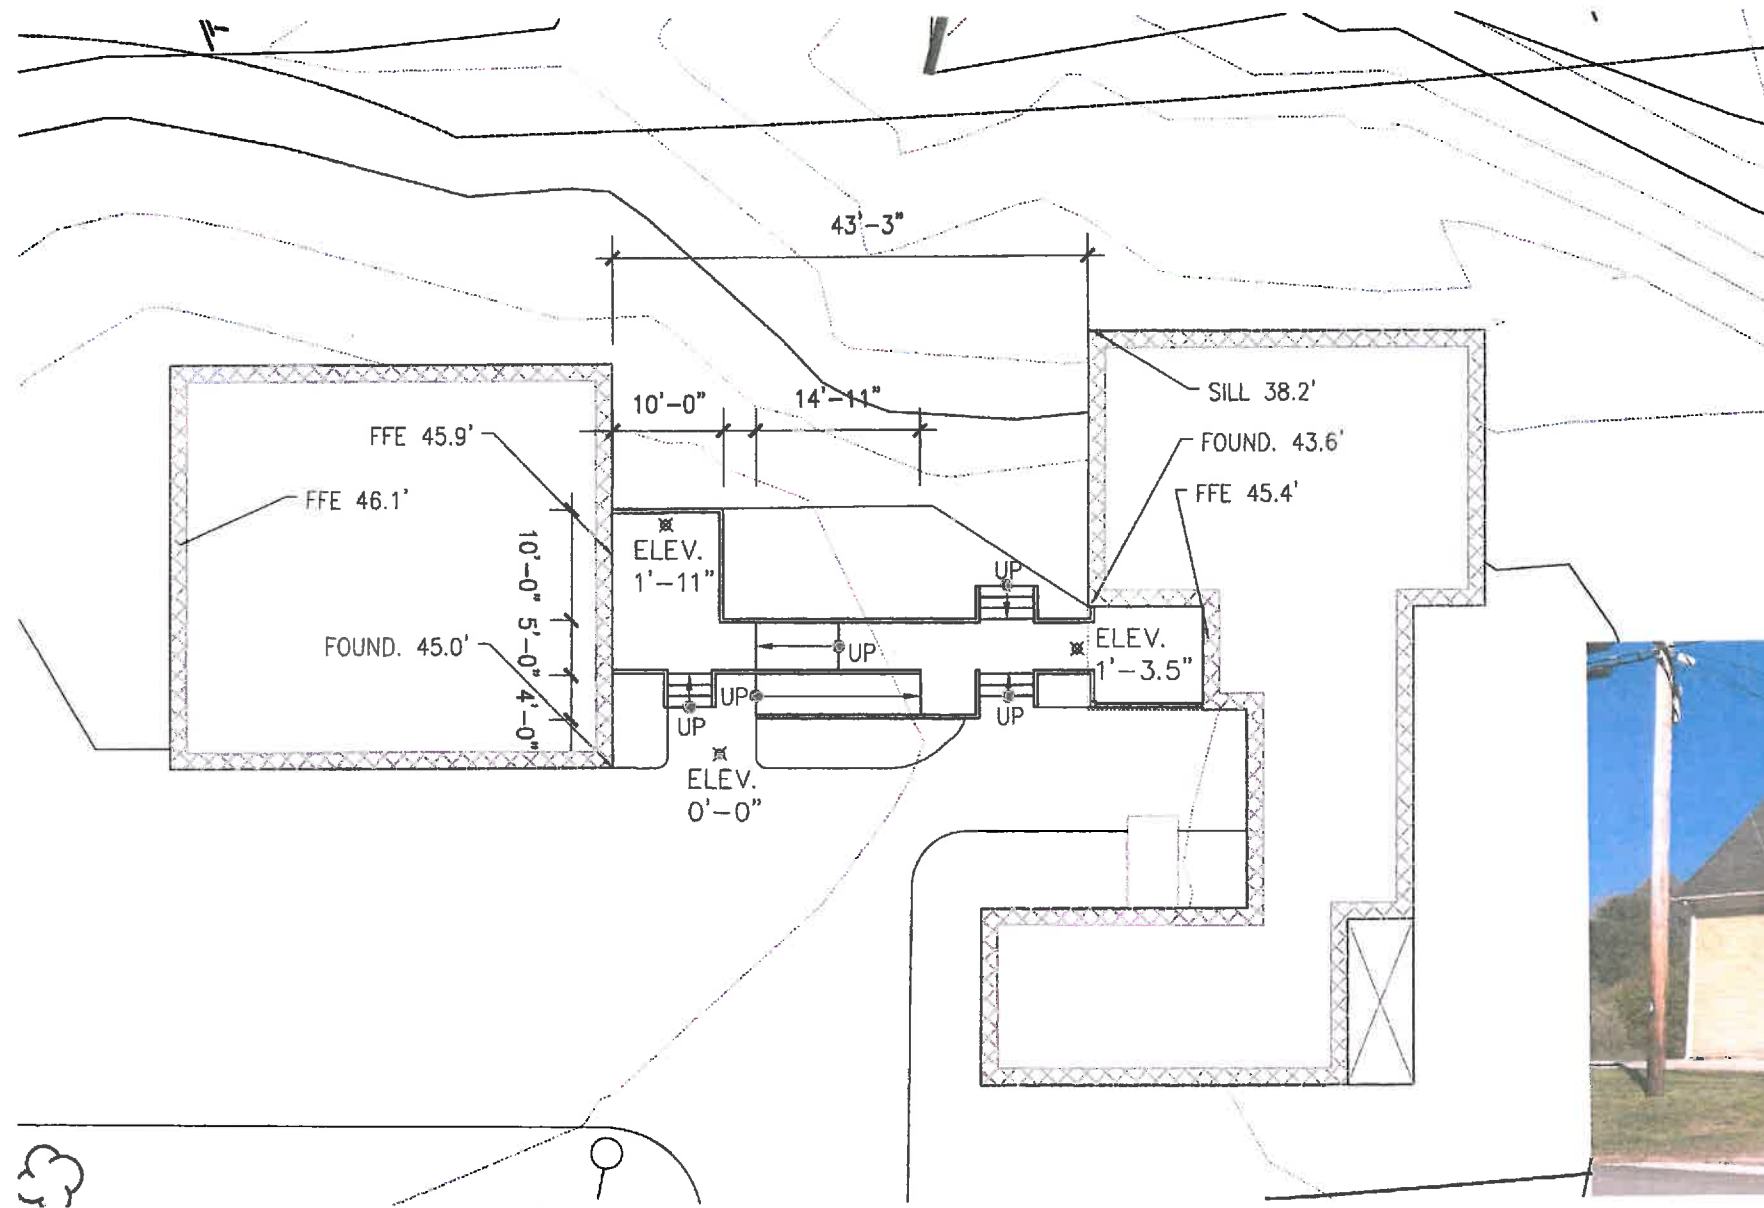 43'-3"
10'-0"
14'-11"
SILL 38.2'
FFE 45.9'
FOUND. 43.6'
FFE 46.1'
FFE 45.4'
10'-0"
5'-0"
4'-0"
ELEV.
1'-11"
UP
FOUND. 45.0'
UP
ELEV.
1'-3.5"
UP
UP
UP
ELEV.
0'-0"